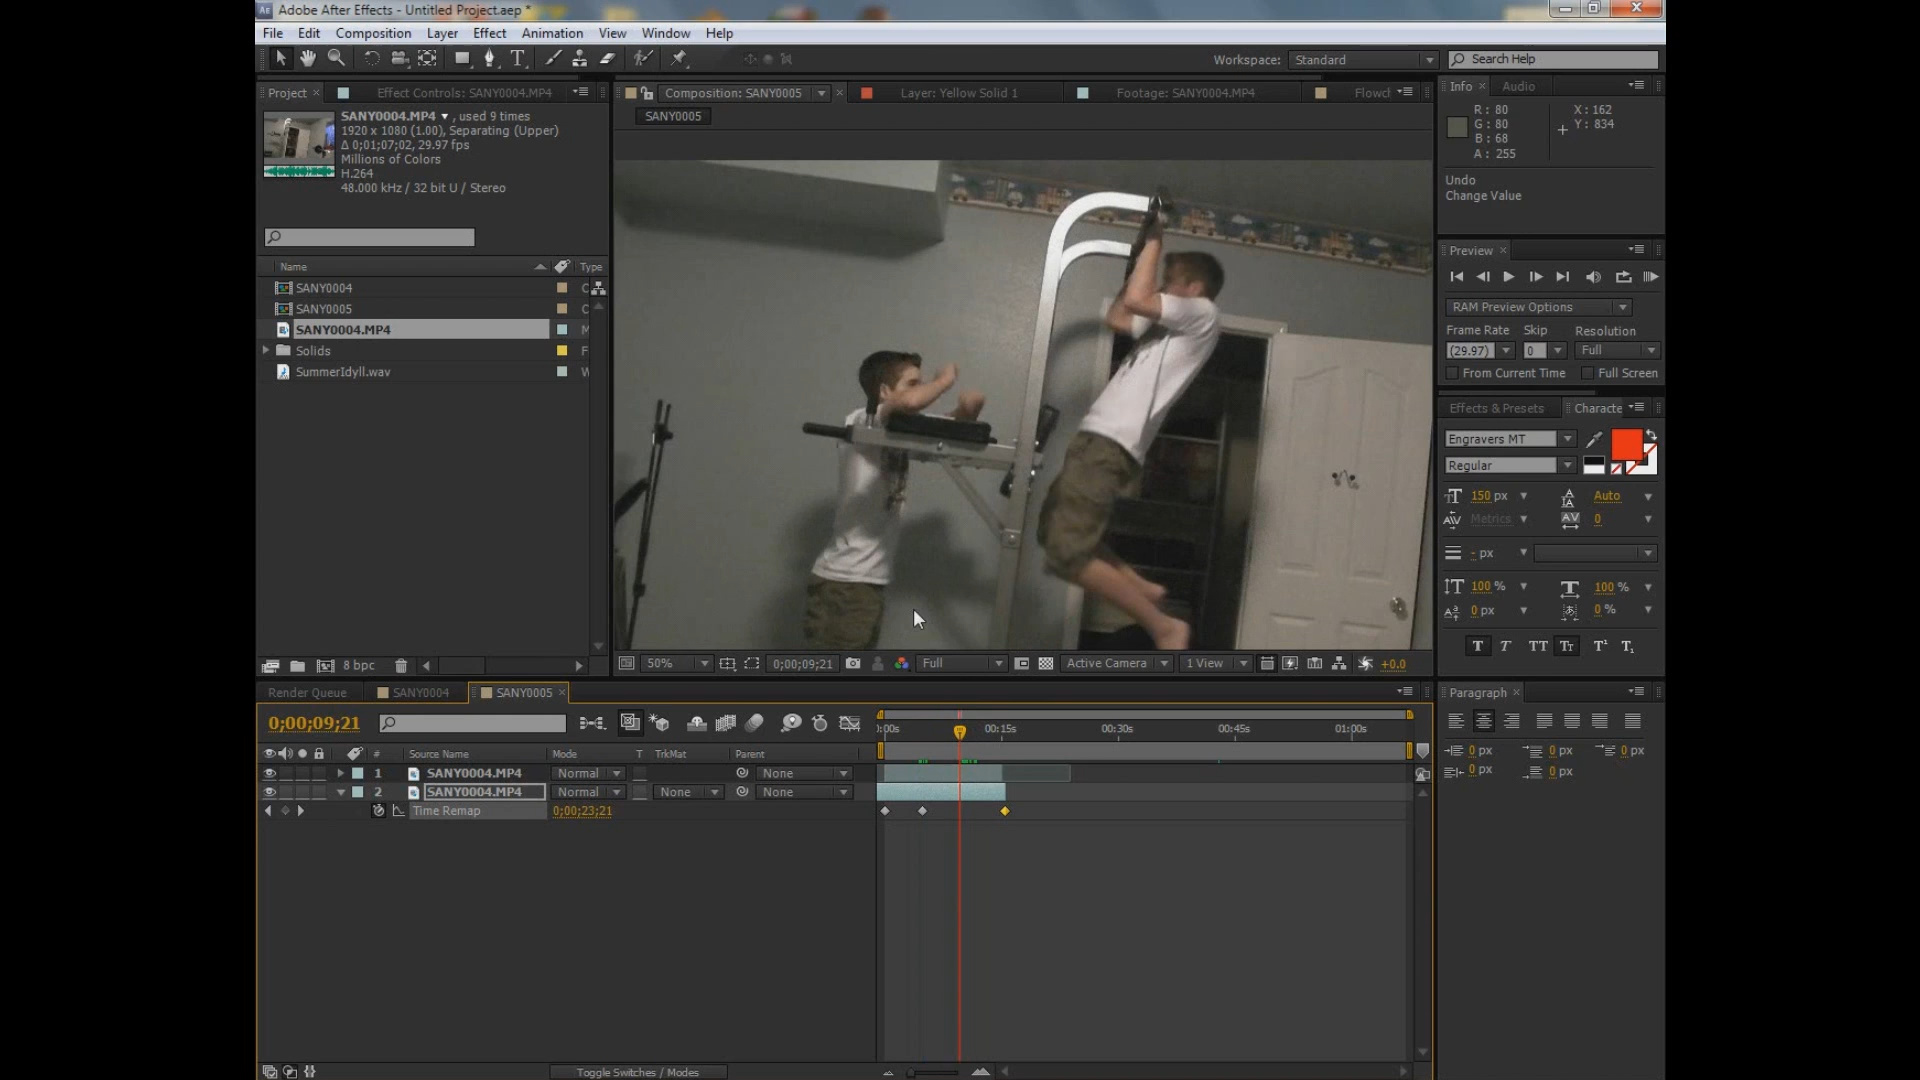 Ae Adobe After Effects - Untitled Project.aep *
File Edit Composition Layer Effect Animation View Window Help
Workspace: Standard Search Help
Project × Effect Controls: SANY0004.MP4
Composition: SANY0005 × Layer: Yellow Solid 1 Footage: SANY0004.MP4 Flowcl
Info × Audio
SANY0004.MP4 , used 9 times
1920 x 1080 (1.00), Separating (Upper)
Δ 0;01;07;02, 29.97 fps
Millions of Colors
H.264
48.000 kHz / 32 bit U / Stereo
SANY0005
R : 80 X : 162
G : 80 Y : 834
B : 68
A : 255
Undo
Change Value
Preview ×
Name Type
SANY0004 C
SANY0005 C
SANY0004.MP4 M
Solids F
SummerIdyll.wav W
RAM Preview Options
Frame Rate Skip Resolution
(29.97) 0 Full
From Current Time Full Screen
Effects & Presets Characte
Engravers MT
Regular
150 px Auto
Metrics 0
- px
100 % 100 %
0 px 0 %
T T TT Tt T¹ T₁
8 bpc
50% 0;00;09;21 Full Active Camera 1 View +0.0
Render Queue SANY0004 SANY0005 ×
Paragraph ×
0;00;09;21
):00s 00:15s 00:30s 00:45s 01:00s
# Source Name Mode T TrkMat Parent
1 SANY0004.MP4 Normal None
2 SANY0004.MP4 Normal None None
Time Remap 0;00;23;21
0 px 0 px 0 px
0 px 0 px
Toggle Switches / Modes